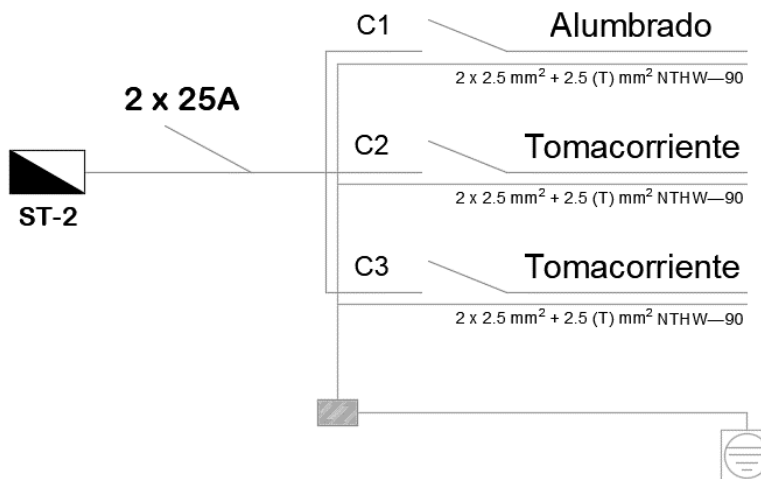 C1 Alumbrado
2 x 2.5 mm² + 2.5 (T) mm² NTHW—90
2 x 25A
C2 Tomacorriente
2 x 2.5 mm² + 2.5 (T) mm² NTHW—90
ST-2
C3 Tomacorriente
2 x 2.5 mm² + 2.5 (T) mm² NTHW—90